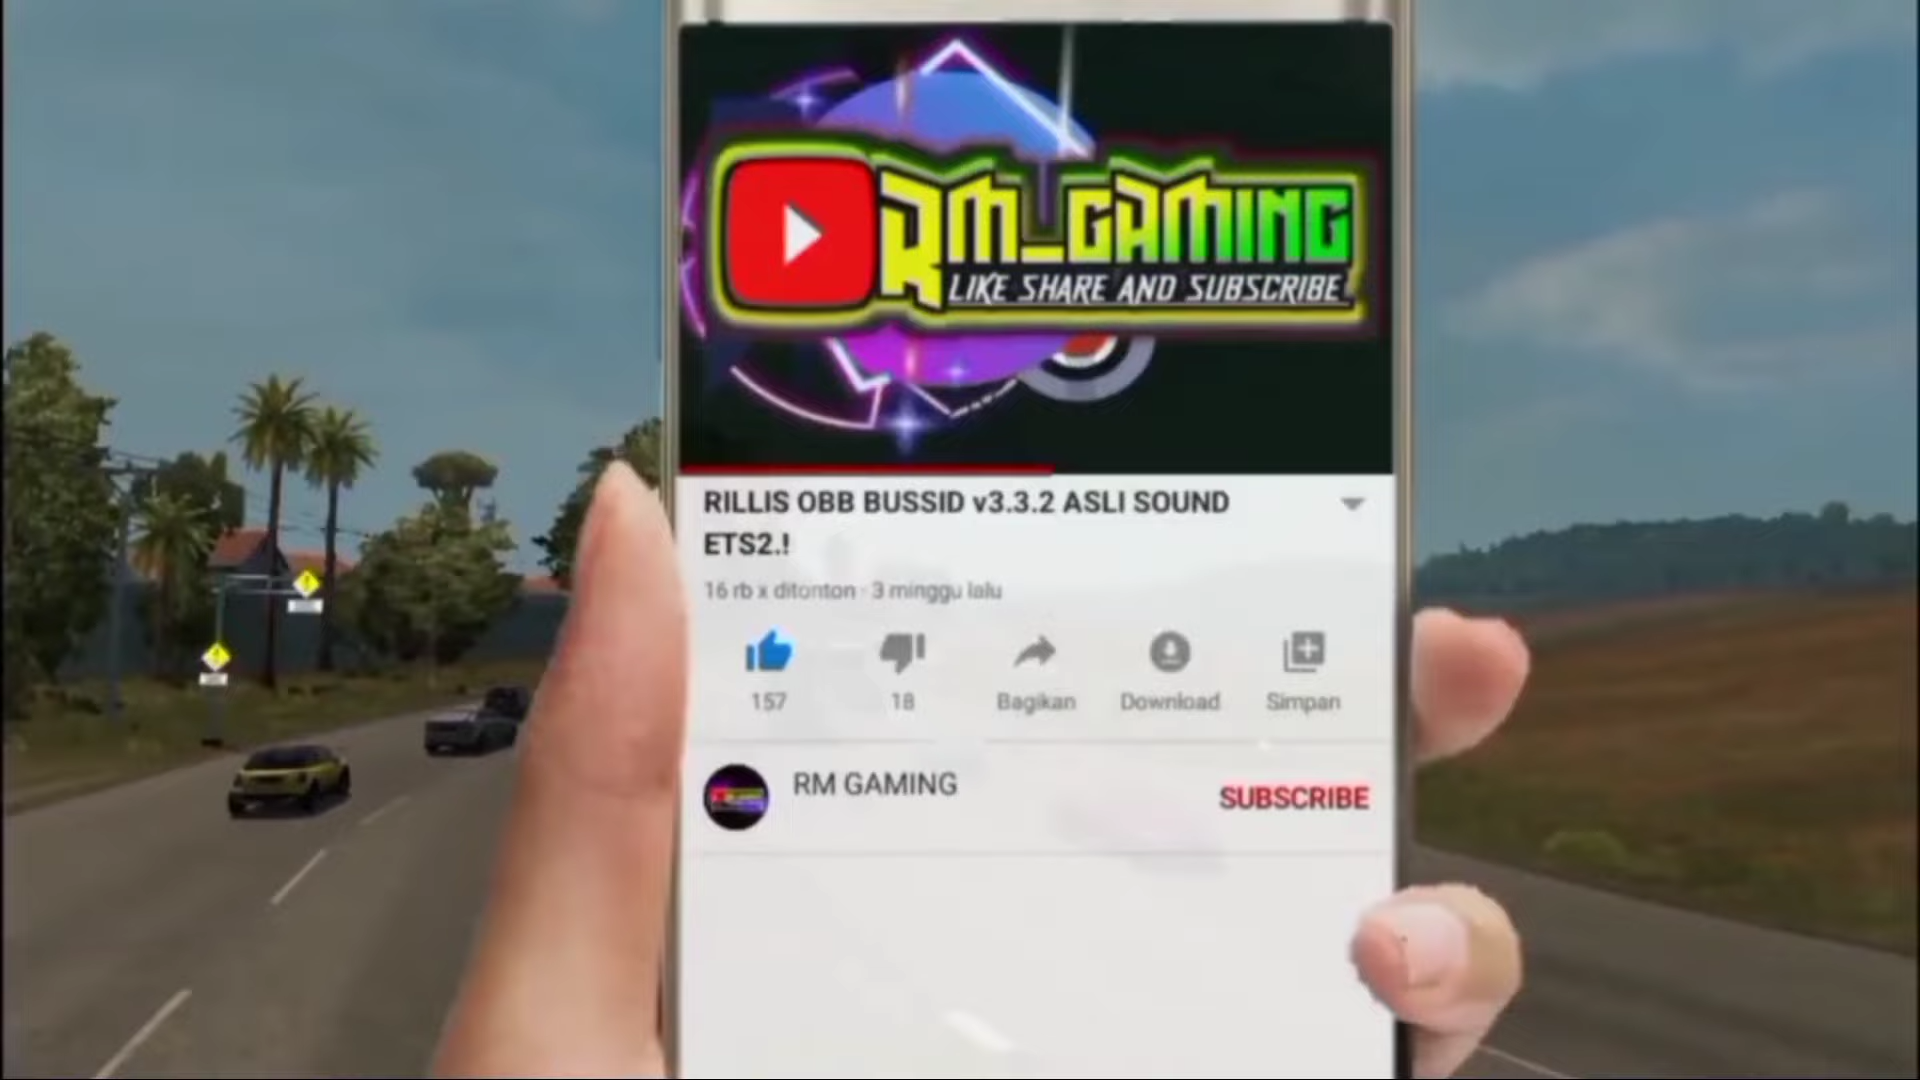 RM_GAMING
LIKE SHARE AND SUBSCRIBE
RILLIS OBB BUSSID v3.3.2 ASLI SOUND
ETS2.!
16 rb x ditonton · 3 minggu lalu
157
18
Bagikan
Download
Simpan
RM GAMING
SUBSCRIBE